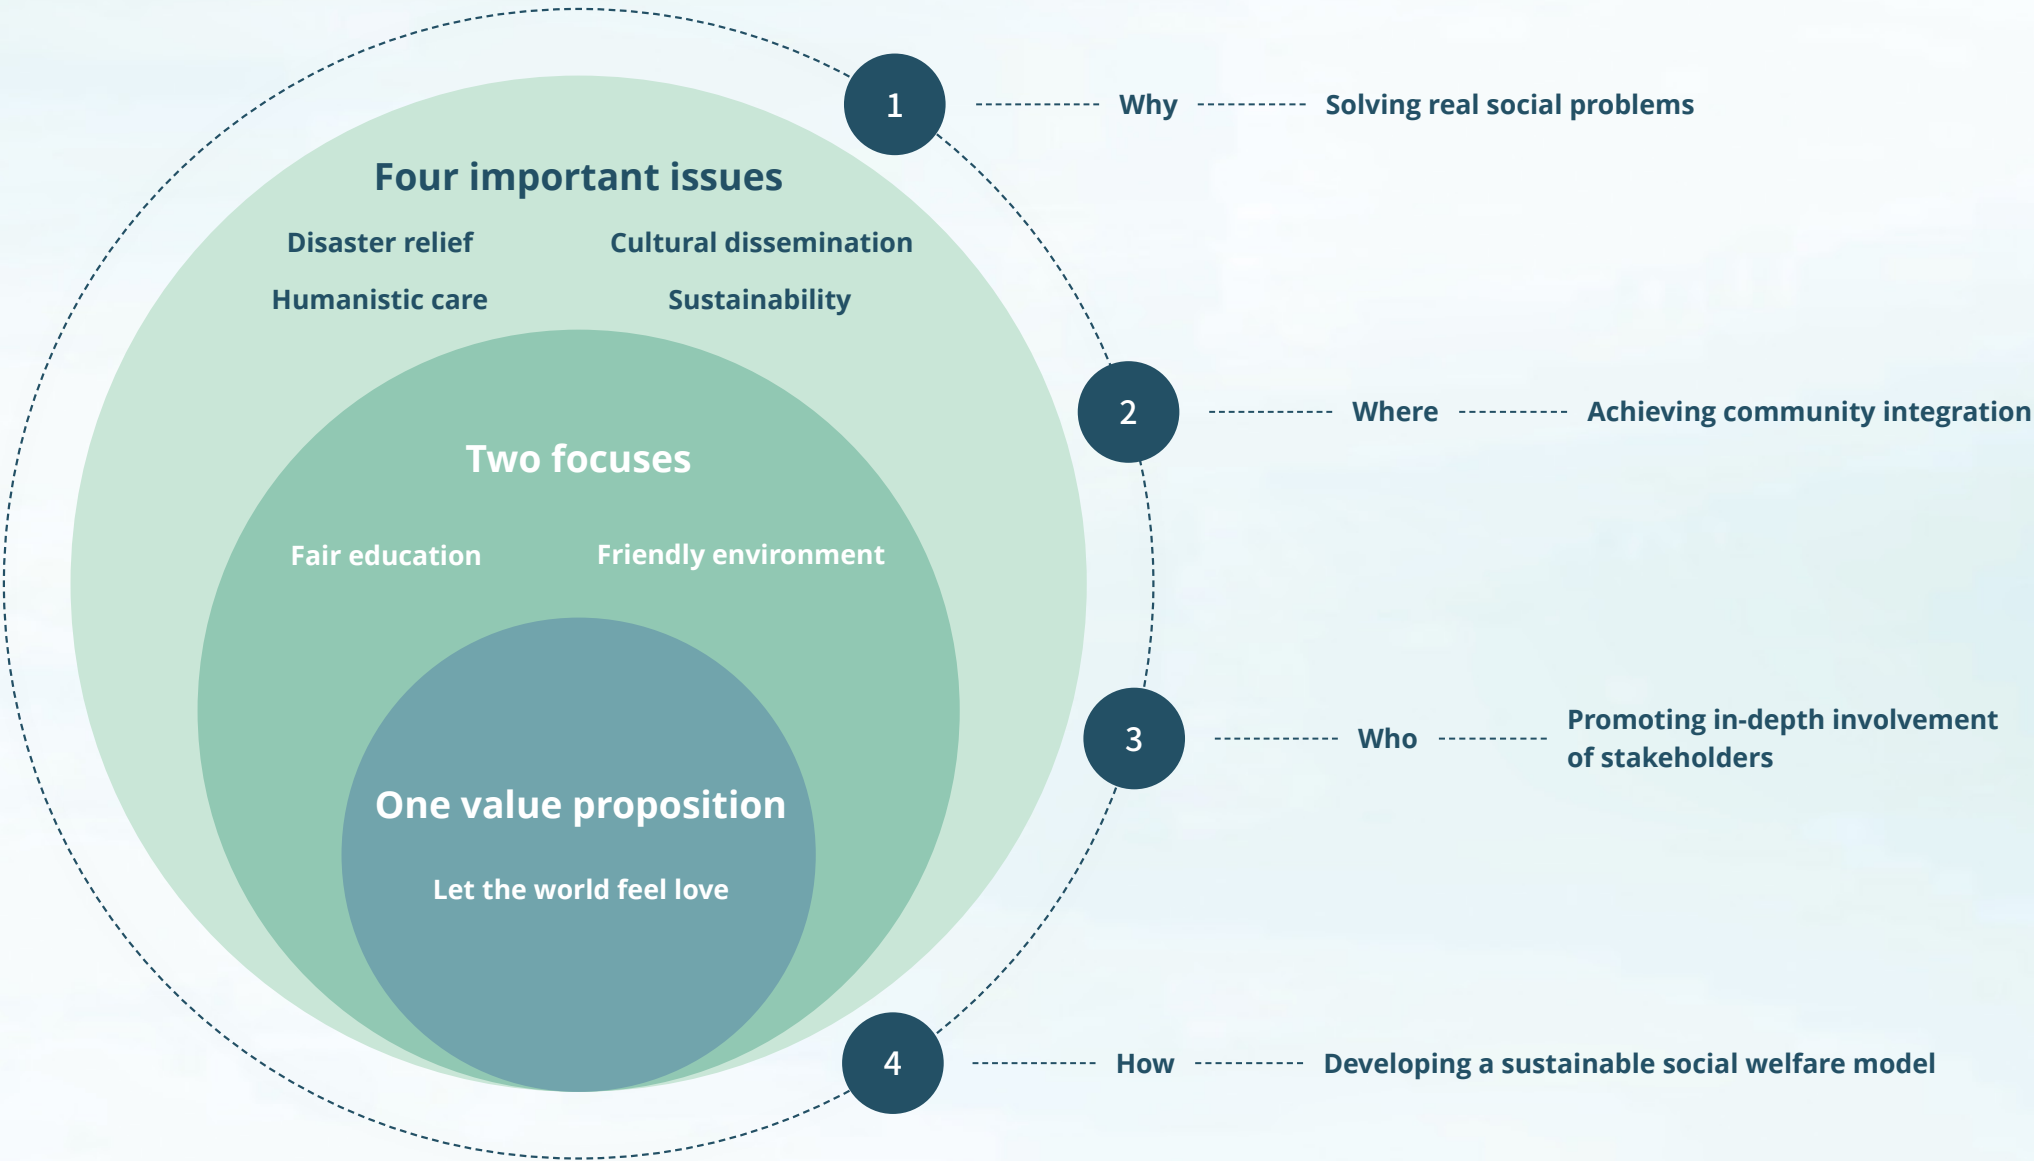 Four important issues
Disaster relief
Cultural dissemination
Humanistic care
Sustainability
Two focuses
Fair education
Friendly environment
One value proposition
Let the world feel love
1
Why
Solving real social problems
2
Where
Achieving community integration
3
Who
Promoting in-depth involvement
of stakeholders
4
How
Developing a sustainable social welfare model